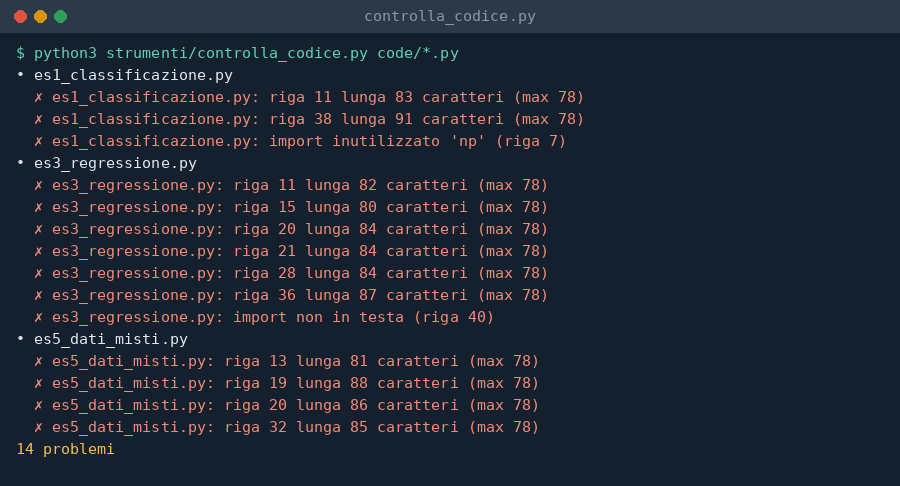 controlla_codice.py
$ python3 strumenti/controlla_codice.py code/*.py
• es1_classificazione.py
✗ es1_classificazione.py: riga 11 lunga 83 caratteri (max 78)
✗ es1_classificazione.py: riga 38 lunga 91 caratteri (max 78)
✗ es1_classificazione.py: import inutilizzato 'np' (riga 7)
• es3_regressione.py
✗ es3_regressione.py: riga 11 lunga 82 caratteri (max 78)
✗ es3_regressione.py: riga 15 lunga 80 caratteri (max 78)
✗ es3_regressione.py: riga 20 lunga 84 caratteri (max 78)
✗ es3_regressione.py: riga 21 lunga 84 caratteri (max 78)
✗ es3_regressione.py: riga 28 lunga 84 caratteri (max 78)
✗ es3_regressione.py: riga 36 lunga 87 caratteri (max 78)
✗ es3_regressione.py: import non in testa (riga 40)
• es5_dati_misti.py
✗ es5_dati_misti.py: riga 13 lunga 81 caratteri (max 78)
✗ es5_dati_misti.py: riga 19 lunga 88 caratteri (max 78)
✗ es5_dati_misti.py: riga 20 lunga 86 caratteri (max 78)
✗ es5_dati_misti.py: riga 32 lunga 85 caratteri (max 78)
14 problemi